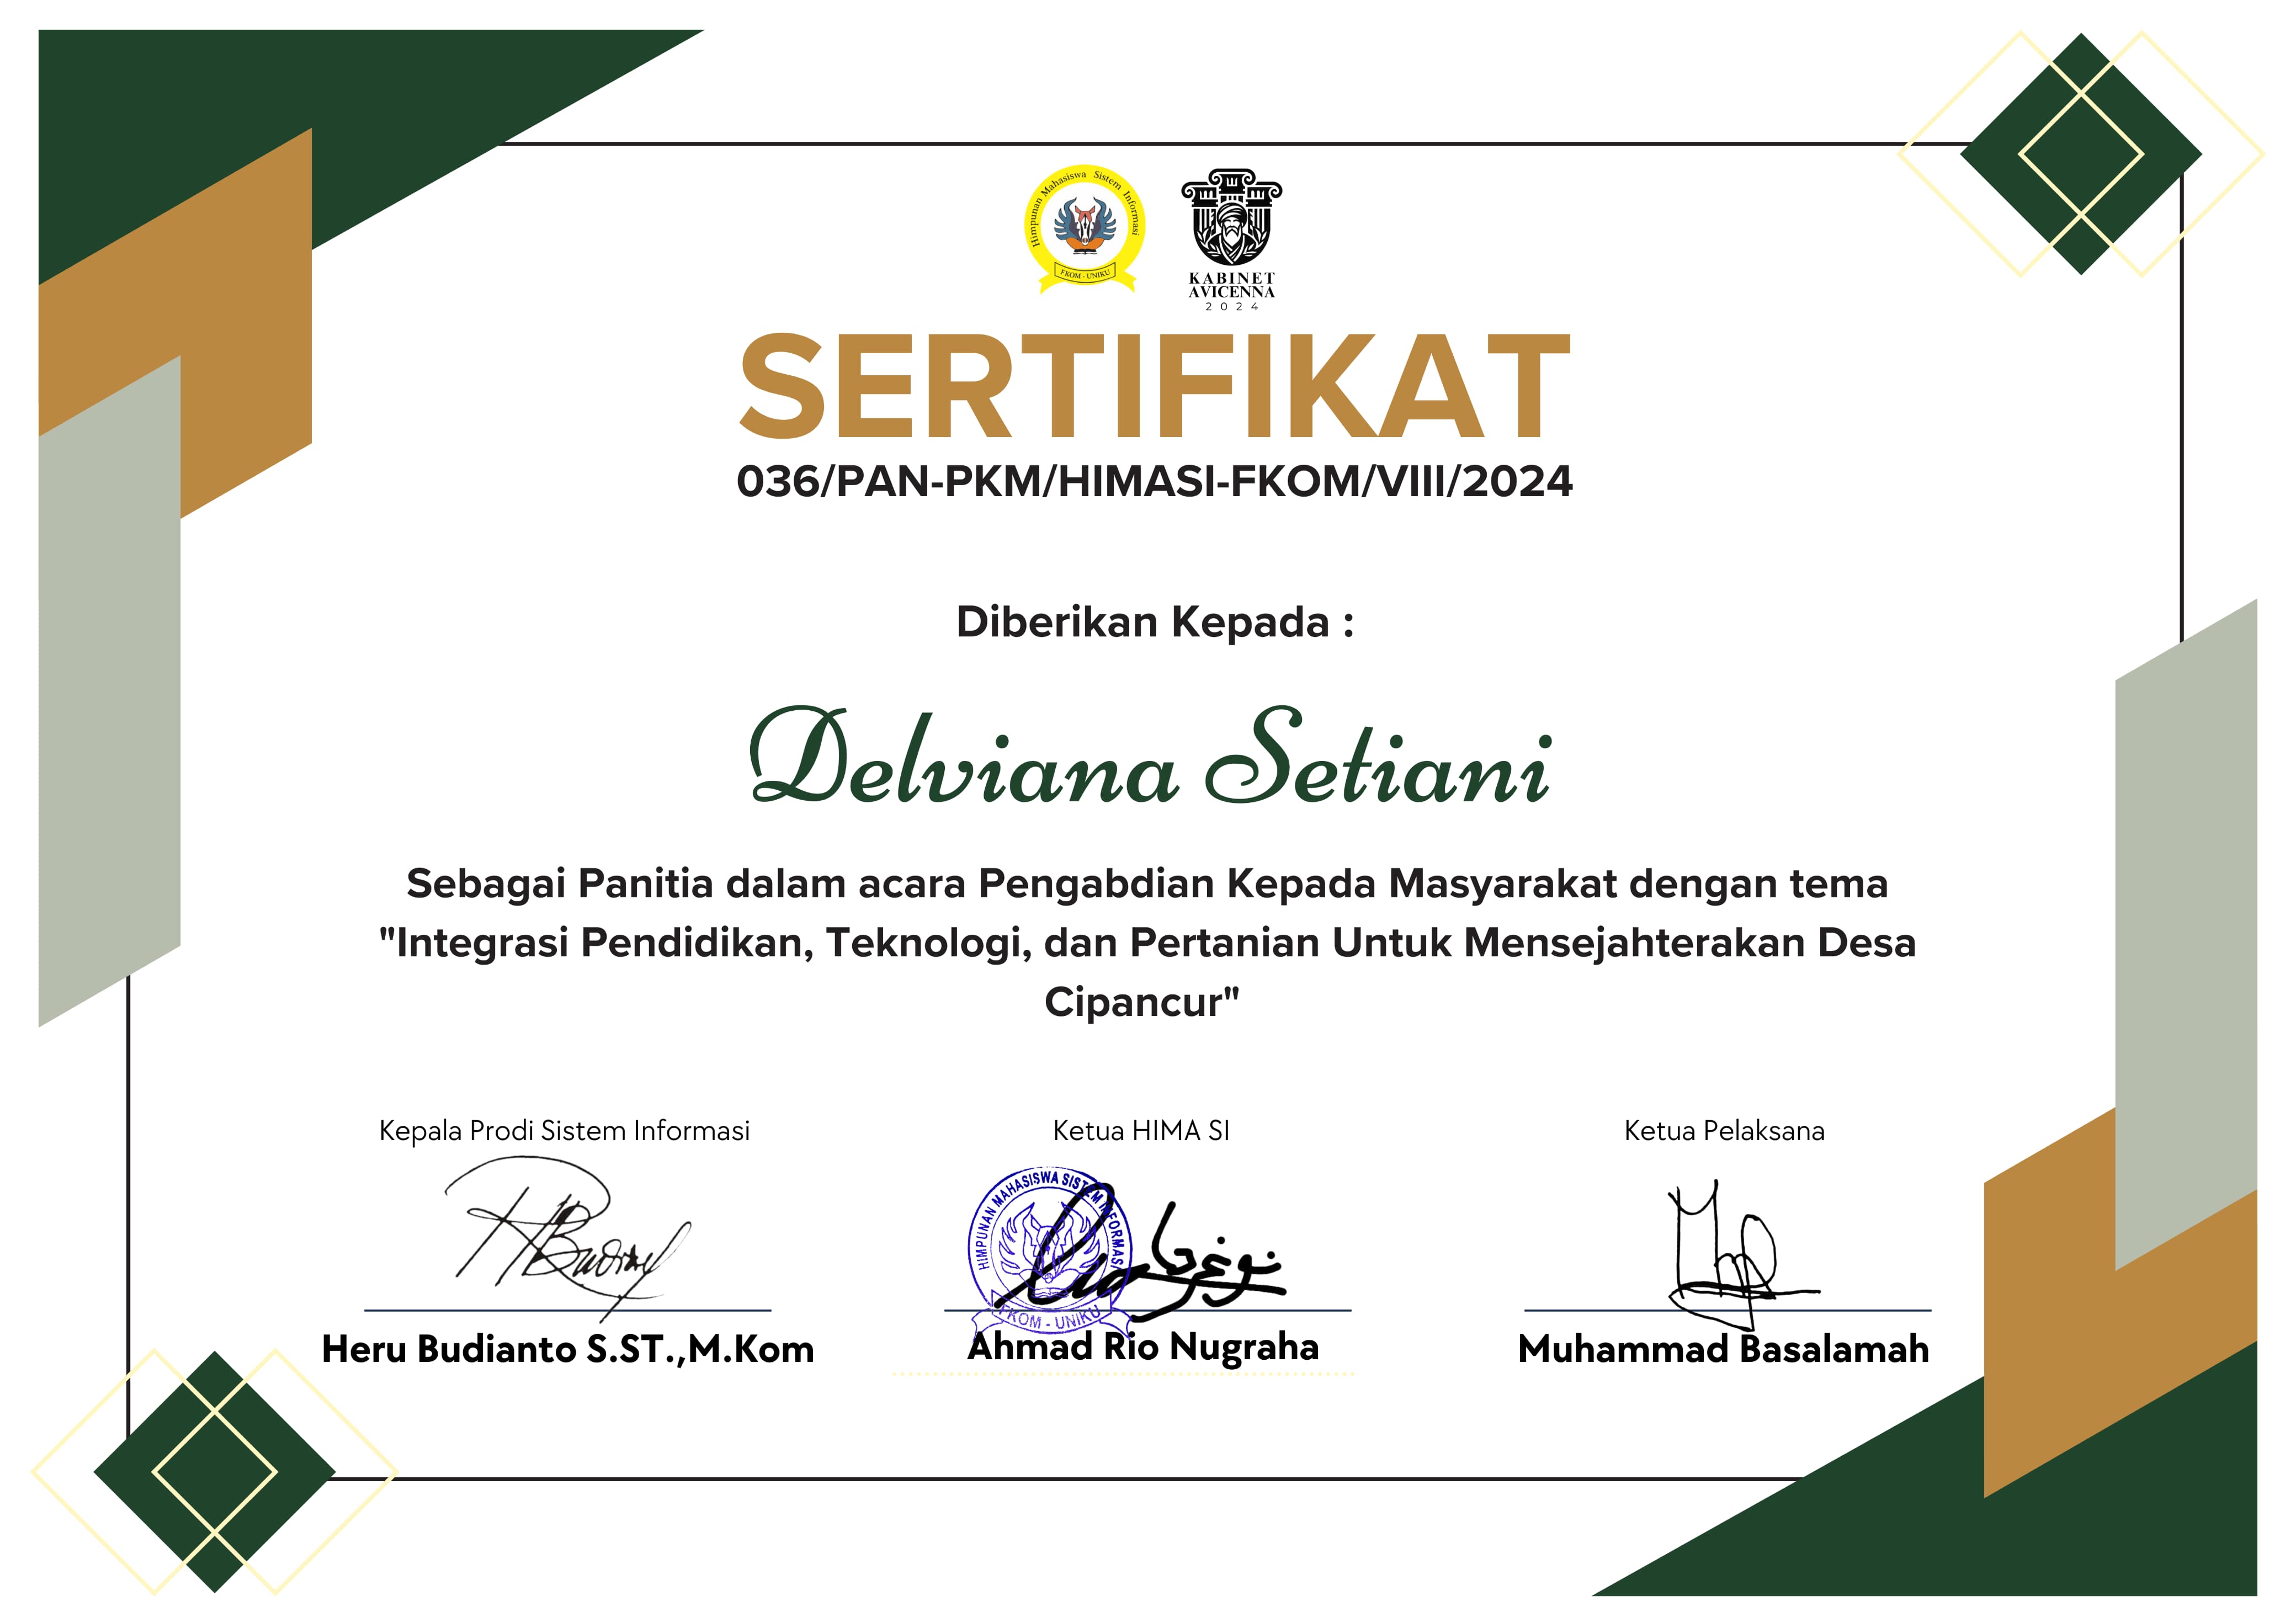 Himpunan Mahasiswa Sistem Informasi
FKOM - UNIKU
KABINET
AVICENNA
2024
SERTIFIKAT
036/PAN-PKM/HIMASI-FKOM/VIII/2024
Diberikan Kepada :
Delviana Setiani
Sebagai Panitia dalam acara Pengabdian Kepada Masyarakat dengan tema
"Integrasi Pendidikan, Teknologi, dan Pertanian Untuk Mensejahterakan Desa
Cipancur"
Kepala Prodi Sistem Informasi
Ketua HIMA SI
Ketua Pelaksana
HIMPUNAN MAHASISWA SISTEM INFORMASI
FKOM - UNIKU
Heru Budianto S.ST.,M.Kom
Ahmad Rio Nugraha
Muhammad Basalamah